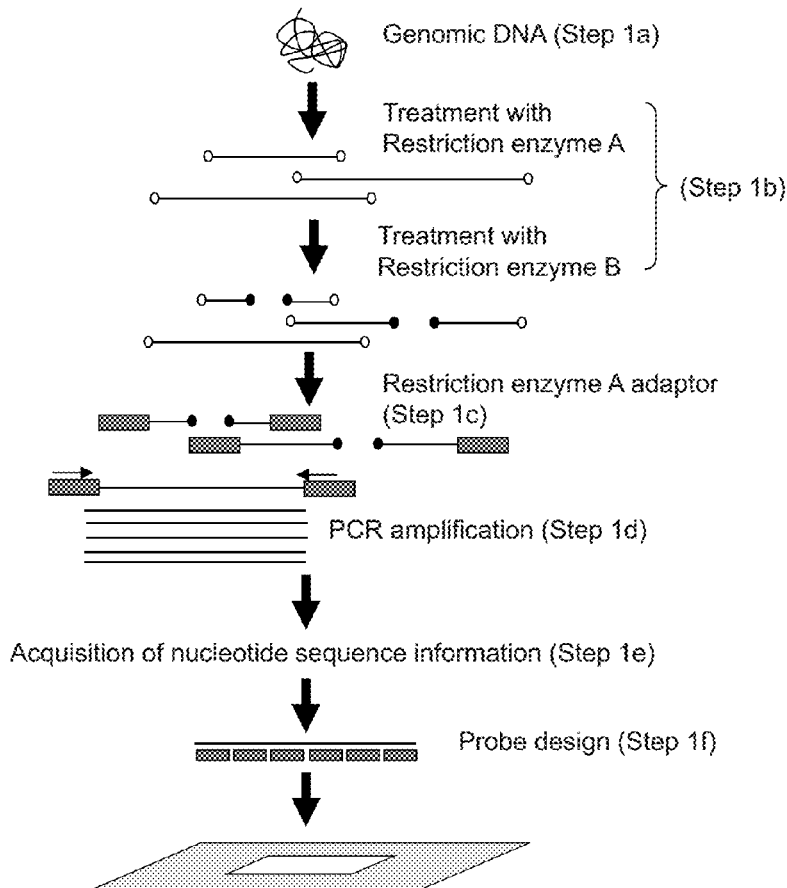 Genomic DNA (Step 1a)
Treatment with
Restriction enzyme A
(Step 1b)
Treatment with
Restriction enzyme B
Restriction enzyme A adaptor
(Step 1c)
PCR amplification (Step 1d)
Acquisition of nucleotide sequence information (Step 1e)
Probe design (Step 1f)